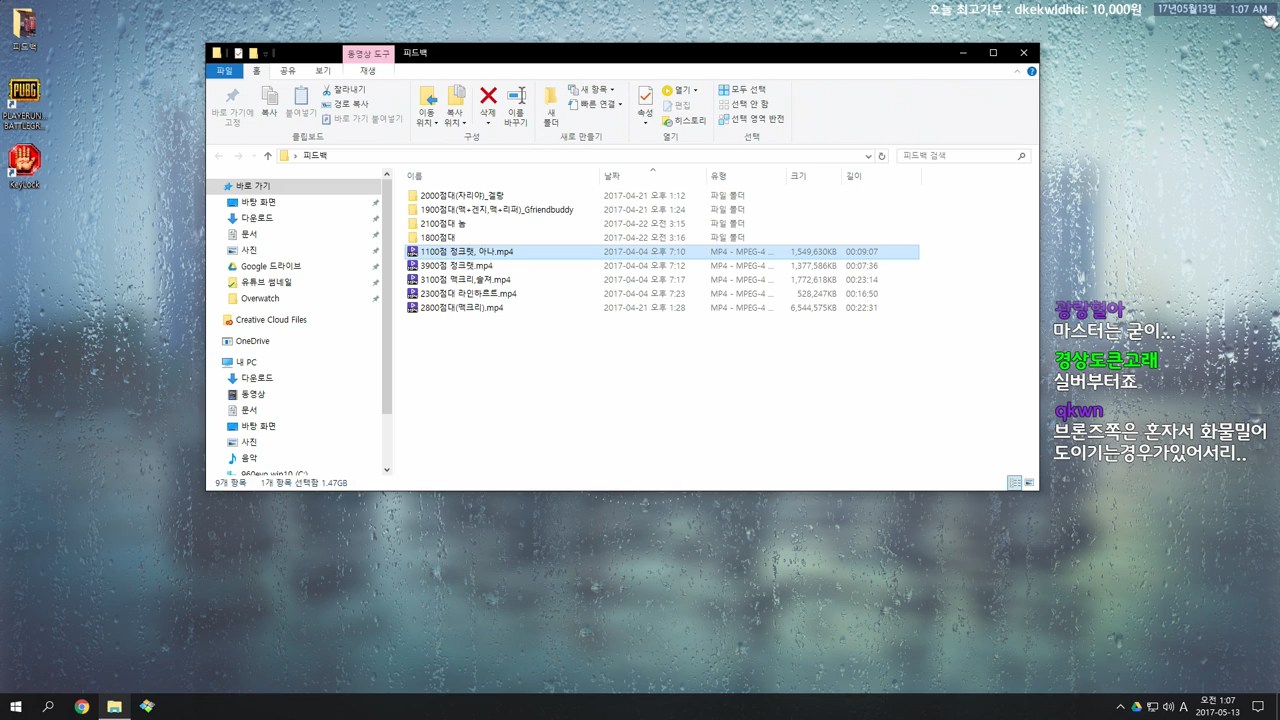 오늘 최고기부 : dkekwldhdi: 10,000원
17년05월13일 1:07 AM
피드백
PUBG
PLAYERUN...
BATTLEGR...
KeyLock
동영상 도구
피드백
파일
홈
공유
보기
재생
바로 가기에 고정
복사
붙여넣기
잘라내기
경로 복사
바로 가기 붙여넣기
클립보드
이동 위치
복사 위치
삭제
이름 바꾸기
구성
새 폴더
새 항목
빠른 연결
새로 만들기
속성
열기
편집
히스토리
열기
모두 선택
선택 안 함
선택 영역 반전
선택
피드백
피드백 검색
이름 날짜 유형 크기 길이
2000점대(자리야)_겔랑 2017-04-21 오후 1:12 파일 폴더
1900점대(맥+겐지,맥+리퍼)_Gfriendbuddy 2017-04-21 오후 1:24 파일 폴더
2100점대 놈 2017-04-22 오전 3:15 파일 폴더
1800점대 2017-04-22 오전 3:16 파일 폴더
1100점 정크랫, 아나.mp4 2017-04-04 오후 7:10 MP4 - MPEG-4 ... 1,549,630KB 00:09:07
3900점 정크랫.mp4 2017-04-04 오후 7:12 MP4 - MPEG-4 ... 1,377,586KB 00:07:36
3100점 맥크리,솔져.mp4 2017-04-04 오후 7:17 MP4 - MPEG-4 ... 1,772,618KB 00:23:14
2300점대 라인하르트.mp4 2017-04-04 오후 7:23 MP4 - MPEG-4 ... 528,247KB 00:16:50
2800점대(맥크리).mp4 2017-04-21 오후 1:28 MP4 - MPEG-4 ... 6,544,575KB 00:22:31
바로 가기
바탕 화면
다운로드
문서
사진
Google 드라이브
유튜브 썸네일
Overwatch
Creative Cloud Files
OneDrive
내 PC
다운로드
동영상
문서
바탕 화면
사진
음악
960evo win10 (C:)
9개 항목 1개 항목 선택함 1.47GB
광랑혈아
마스터는 굳이...
경상도큰고래
실버부터죠
qkwn
브론즈쪽은 혼자서 화물밀어
도이기는경우가있어서리..
A
오전 1:07
2017-05-13